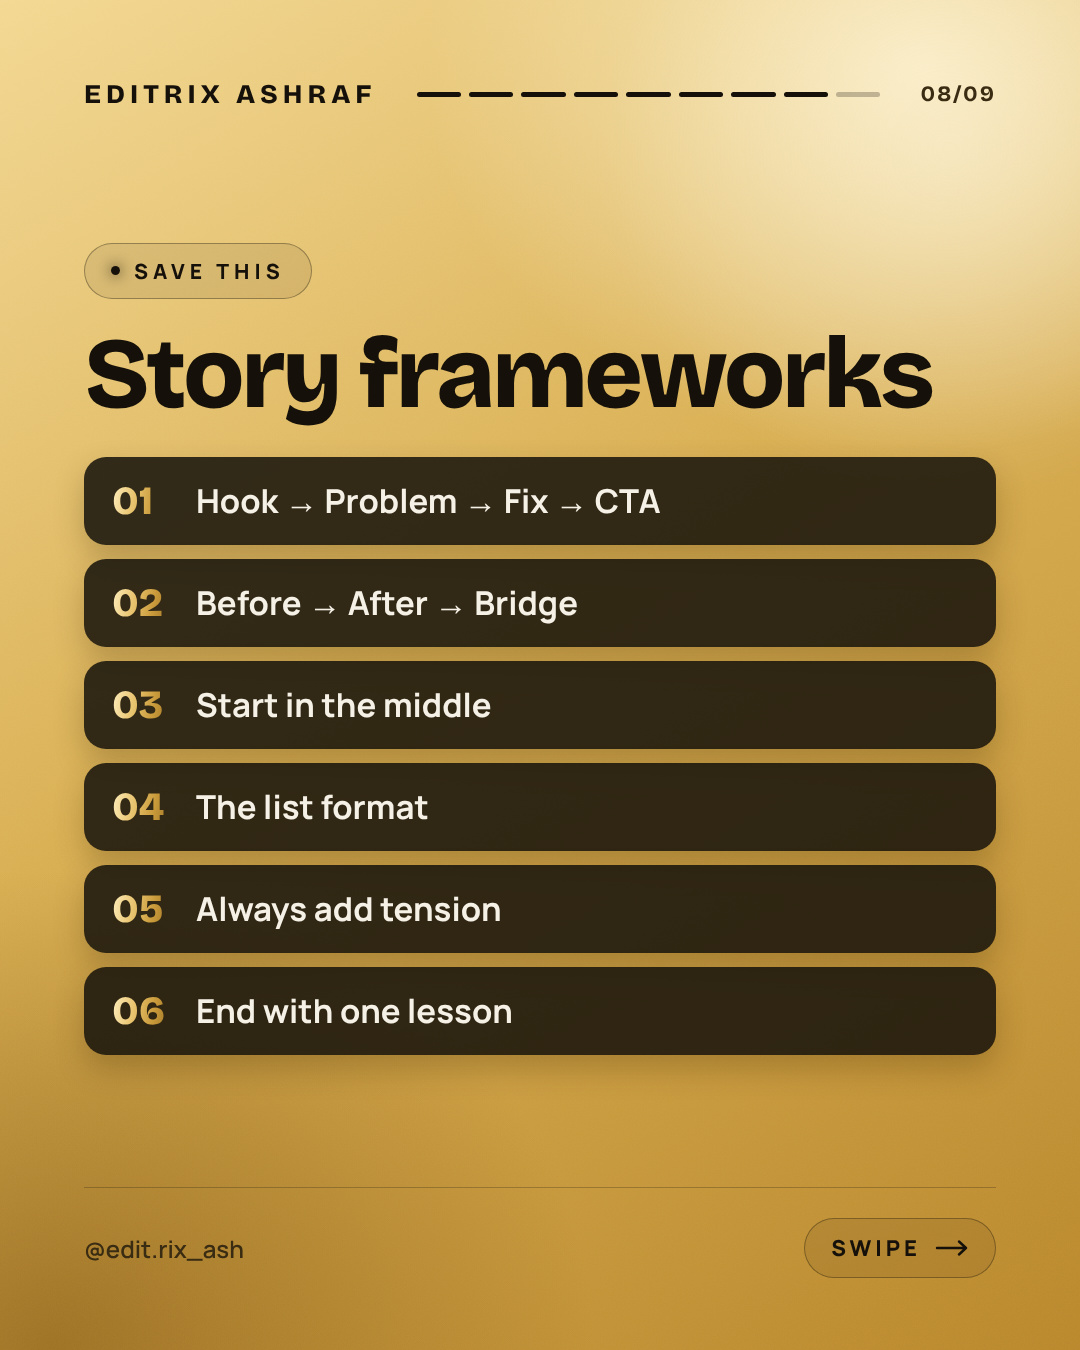 EDITRIX ASHRAF
08/09
SAVE THIS
Story frameworks
01 Hook → Problem → Fix → CTA
02 Before → After → Bridge
03 Start in the middle
04 The list format
05 Always add tension
06 End with one lesson
@edit.rix_ash
SWIPE →